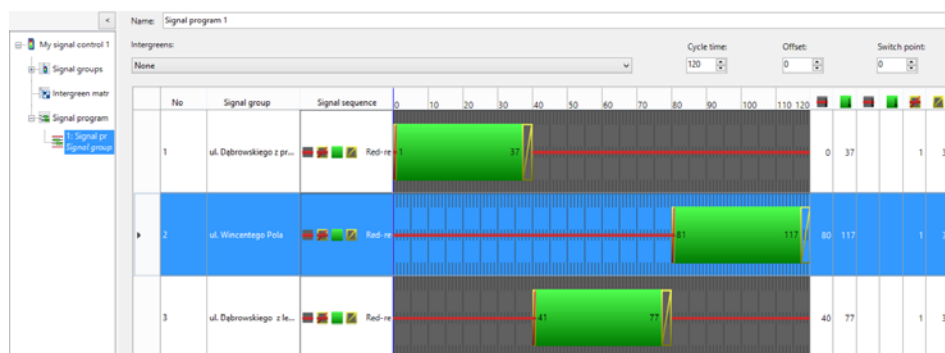 <
Name: Signal program 1
My signal control 1
Signal groups
Intergreen matr
Signal program
1: Signal pr
Signal group
Intergreens:
None
Cycle time:
120
Offset:
0
Switch point:
0
No Signal group Signal sequence 0 10 20 30 40 50 60 70 80 90 100 110 120
1 ul. Dąbrowskiego z pr... Red-re 1 37 0 37 1 3
2 ul. Wincentego Pola Red-re 81 117 80 117 1 3
3 ul. Dąbrowskiego z le... Red-re 41 77 40 77 1 3